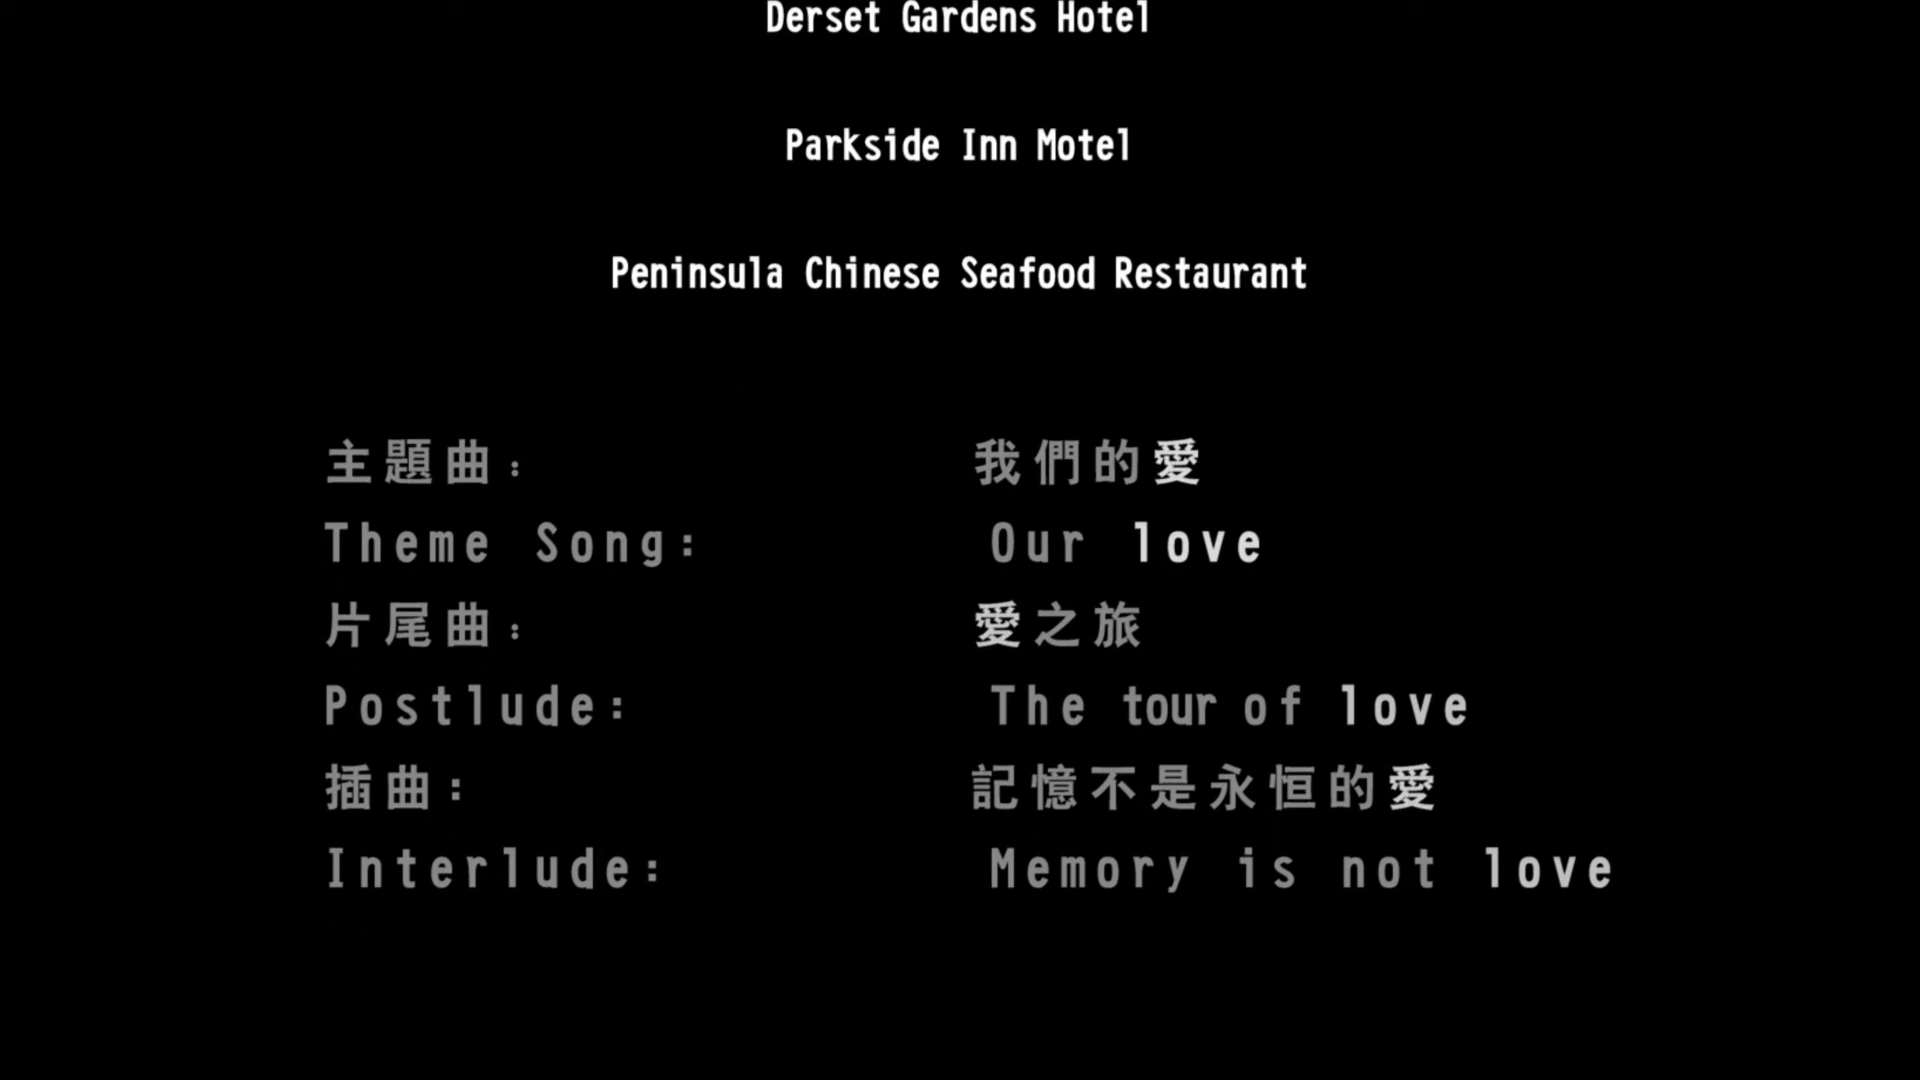 Derset Gardens Hotel
Parkside Inn Motel
Peninsula Chinese Seafood Restaurant
主題曲: 我們的愛
Theme Song: Our love
片尾曲: 愛之旅
Postlude: The tour of love
插曲: 記憶不是永恒的愛
Interlude: Memory is not love